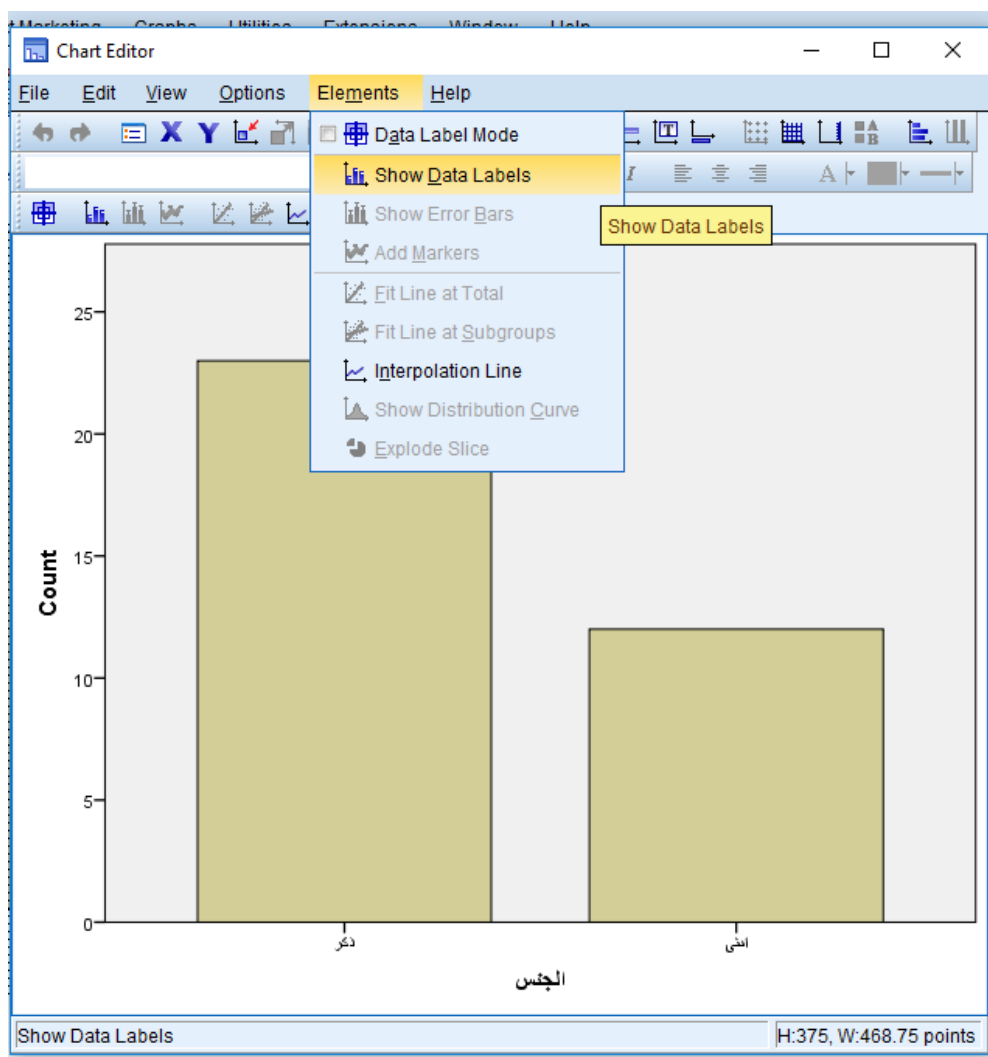 Chart Editor
File Edit View Options Elements Help
Data Label Mode
Show Data Labels
Show Error Bars
Add Markers
Fit Line at Total
Fit Line at Subgroups
Interpolation Line
Show Distribution Curve
Explode Slice
Show Data Labels
25
20
15
10
5
0
Count
ذكر
انثى
الجنس
Show Data Labels
H:375, W:468.75 points